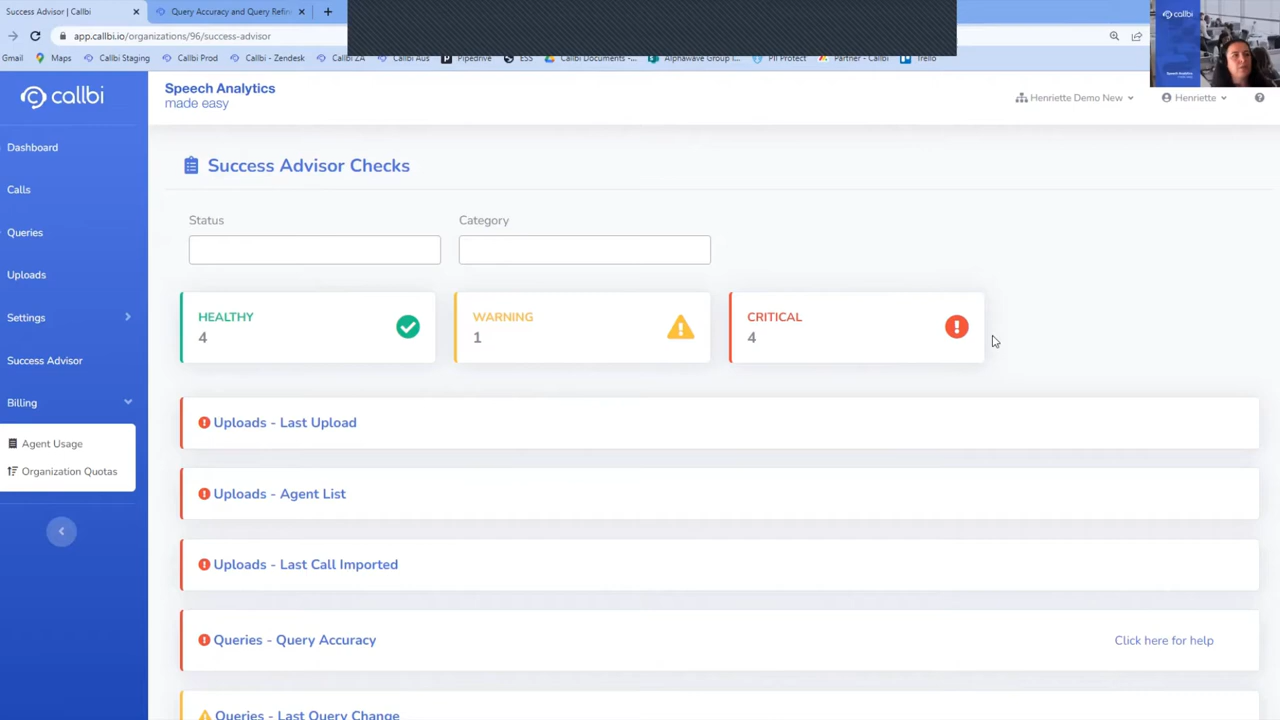 Success Advisor | Callbi
Query Accuracy and Query Refin
app.callbi.io/organizations/96/success-advisor
Gmail
Maps
Callbi Staging
Callbi Prod
Callbi - Zendesk
Callbi ZA
Callbi Aus
Pipedrive
ESS
Callbi Documents -...
Alphawave Group I...
PII Protect
Partner - Callbi
Trello
callbi
Speech Analytics
callbi
Speech Analytics
made easy
Henriette Demo New
Henriette
Dashboard
Calls
Queries
Uploads
Settings
Success Advisor
Billing
Agent Usage
Organization Quotas
Success Advisor Checks
Status
Category
HEALTHY
4
WARNING
1
CRITICAL
4
Uploads - Last Upload
Uploads - Agent List
Uploads - Last Call Imported
Queries - Query Accuracy
Click here for help
Queries - Last Query Change